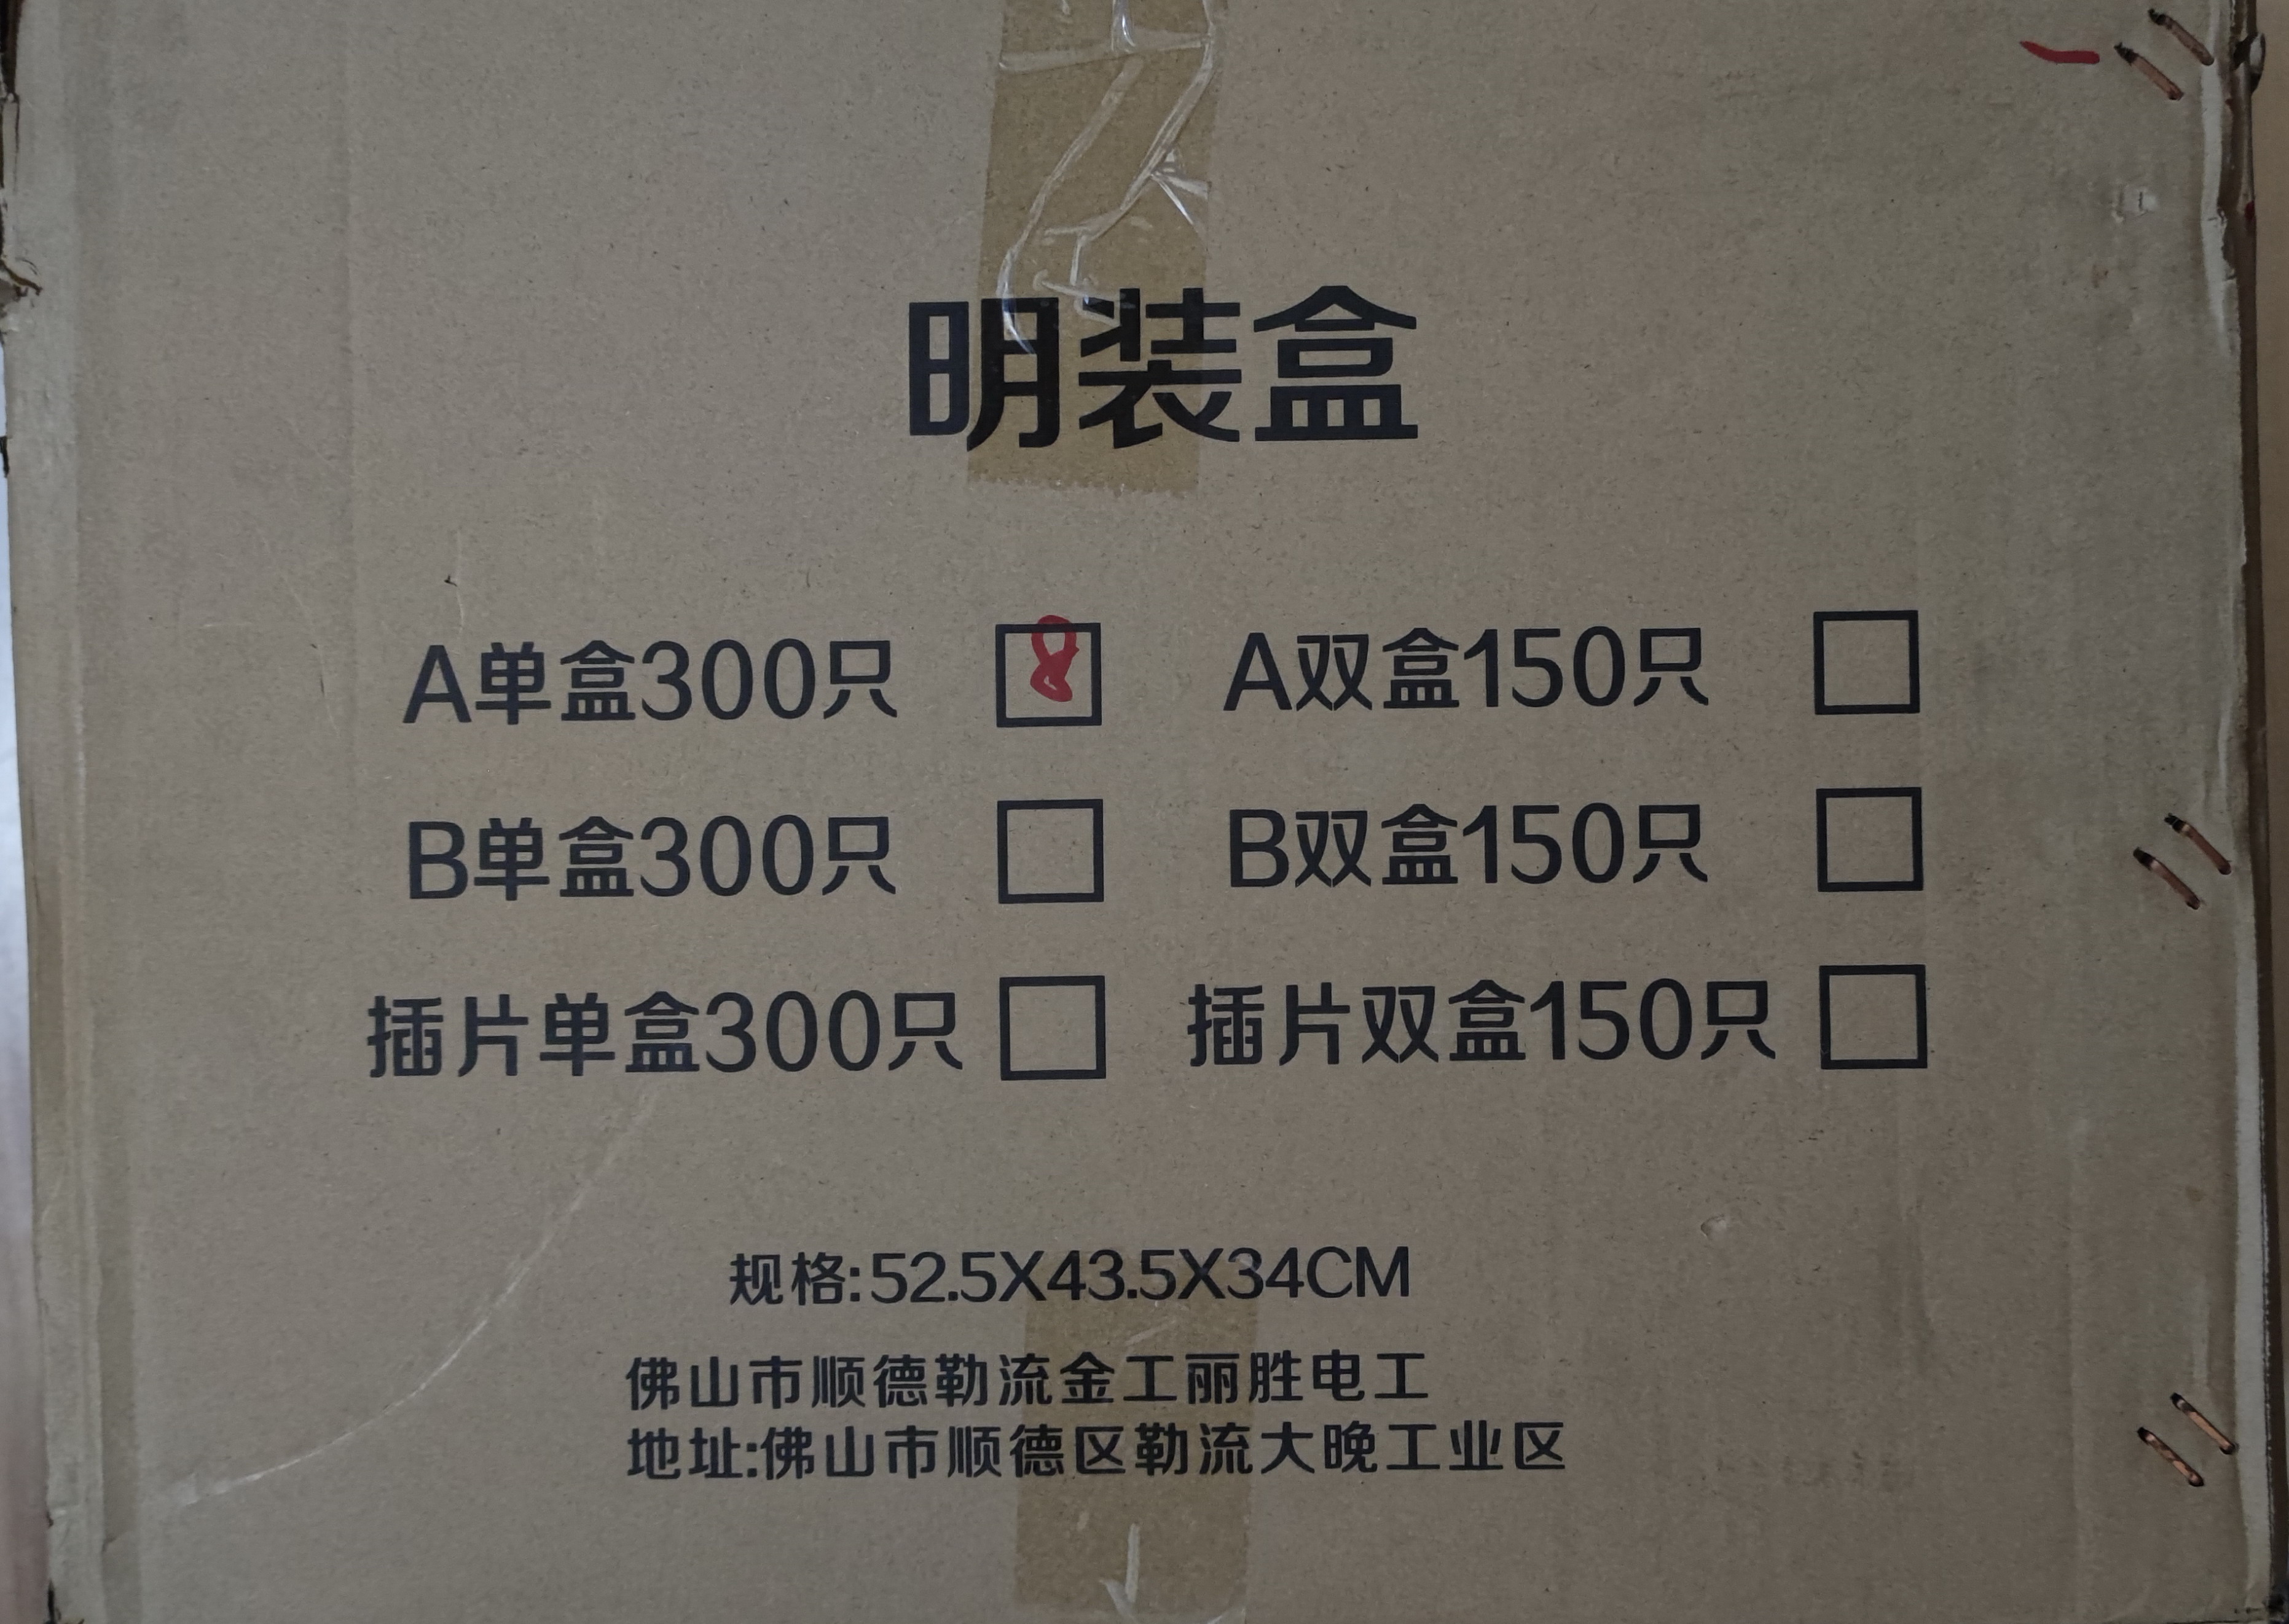 明装盒
A单盒300只 □ A双盒150只 □
B单盒300只 □ B双盒150只 □
插片单盒300只 □ 插片双盒150只 □
规格:52.5X43.5X34CM
佛山市顺德勒流金工丽胜电工
地址:佛山市顺德区勒流大晚工业区